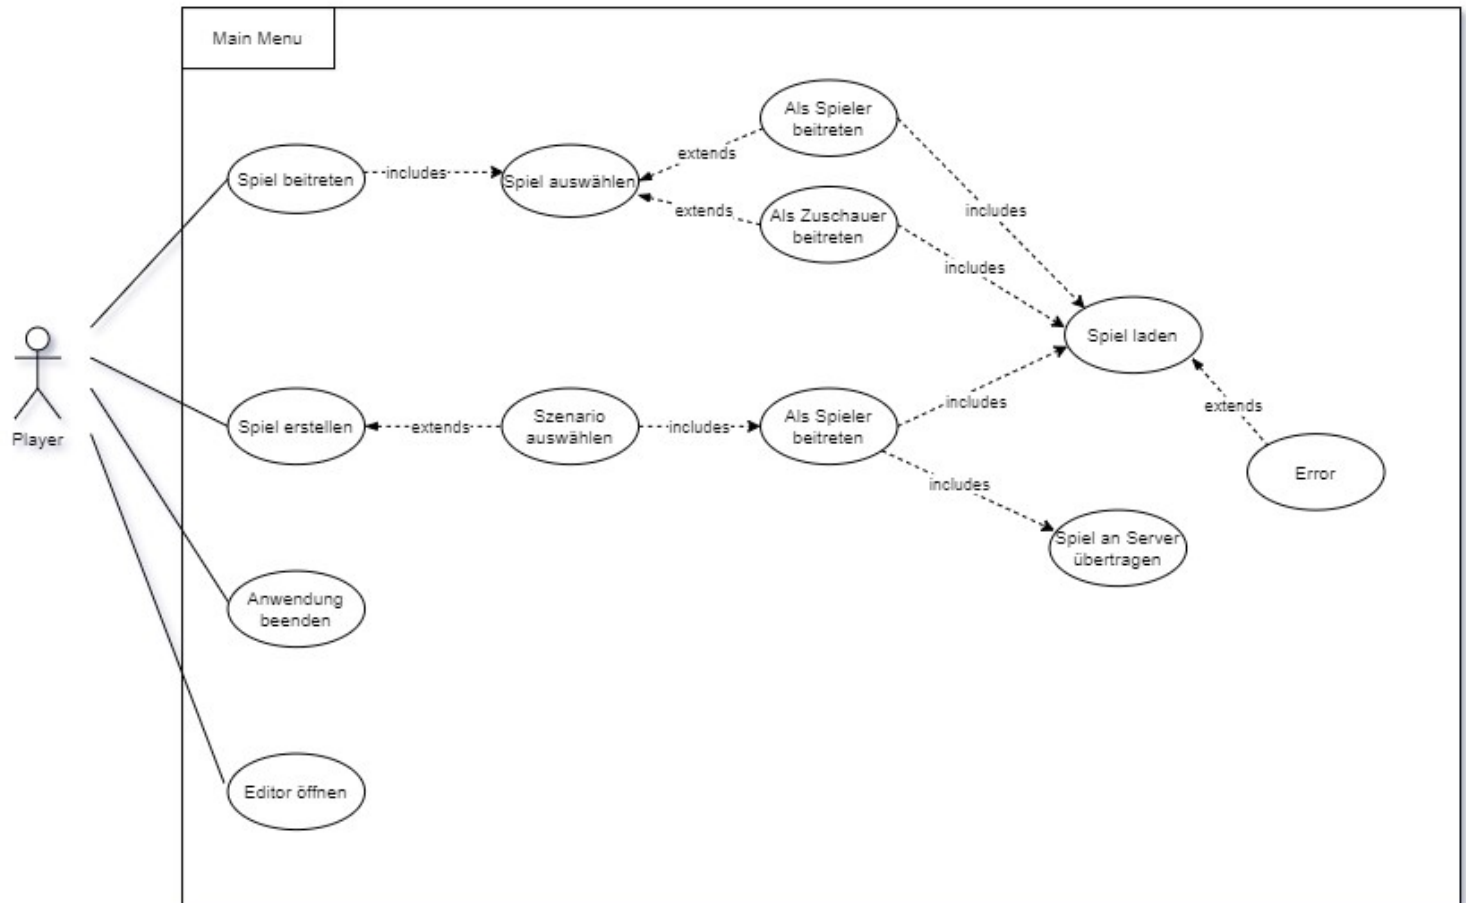 Main Menu
Als Spieler
beitreten
extends
Spiel beitreten
includes
Spiel auswählen
extends
Als Zuschauer
beitreten
includes
includes
Spiel laden
Player
Spiel erstellen
extends
Szenario
auswählen
includes
Als Spieler
beitreten
includes
extends
Error
includes
Spiel an Server
übertragen
Anwendung
beenden
Editor öffnen